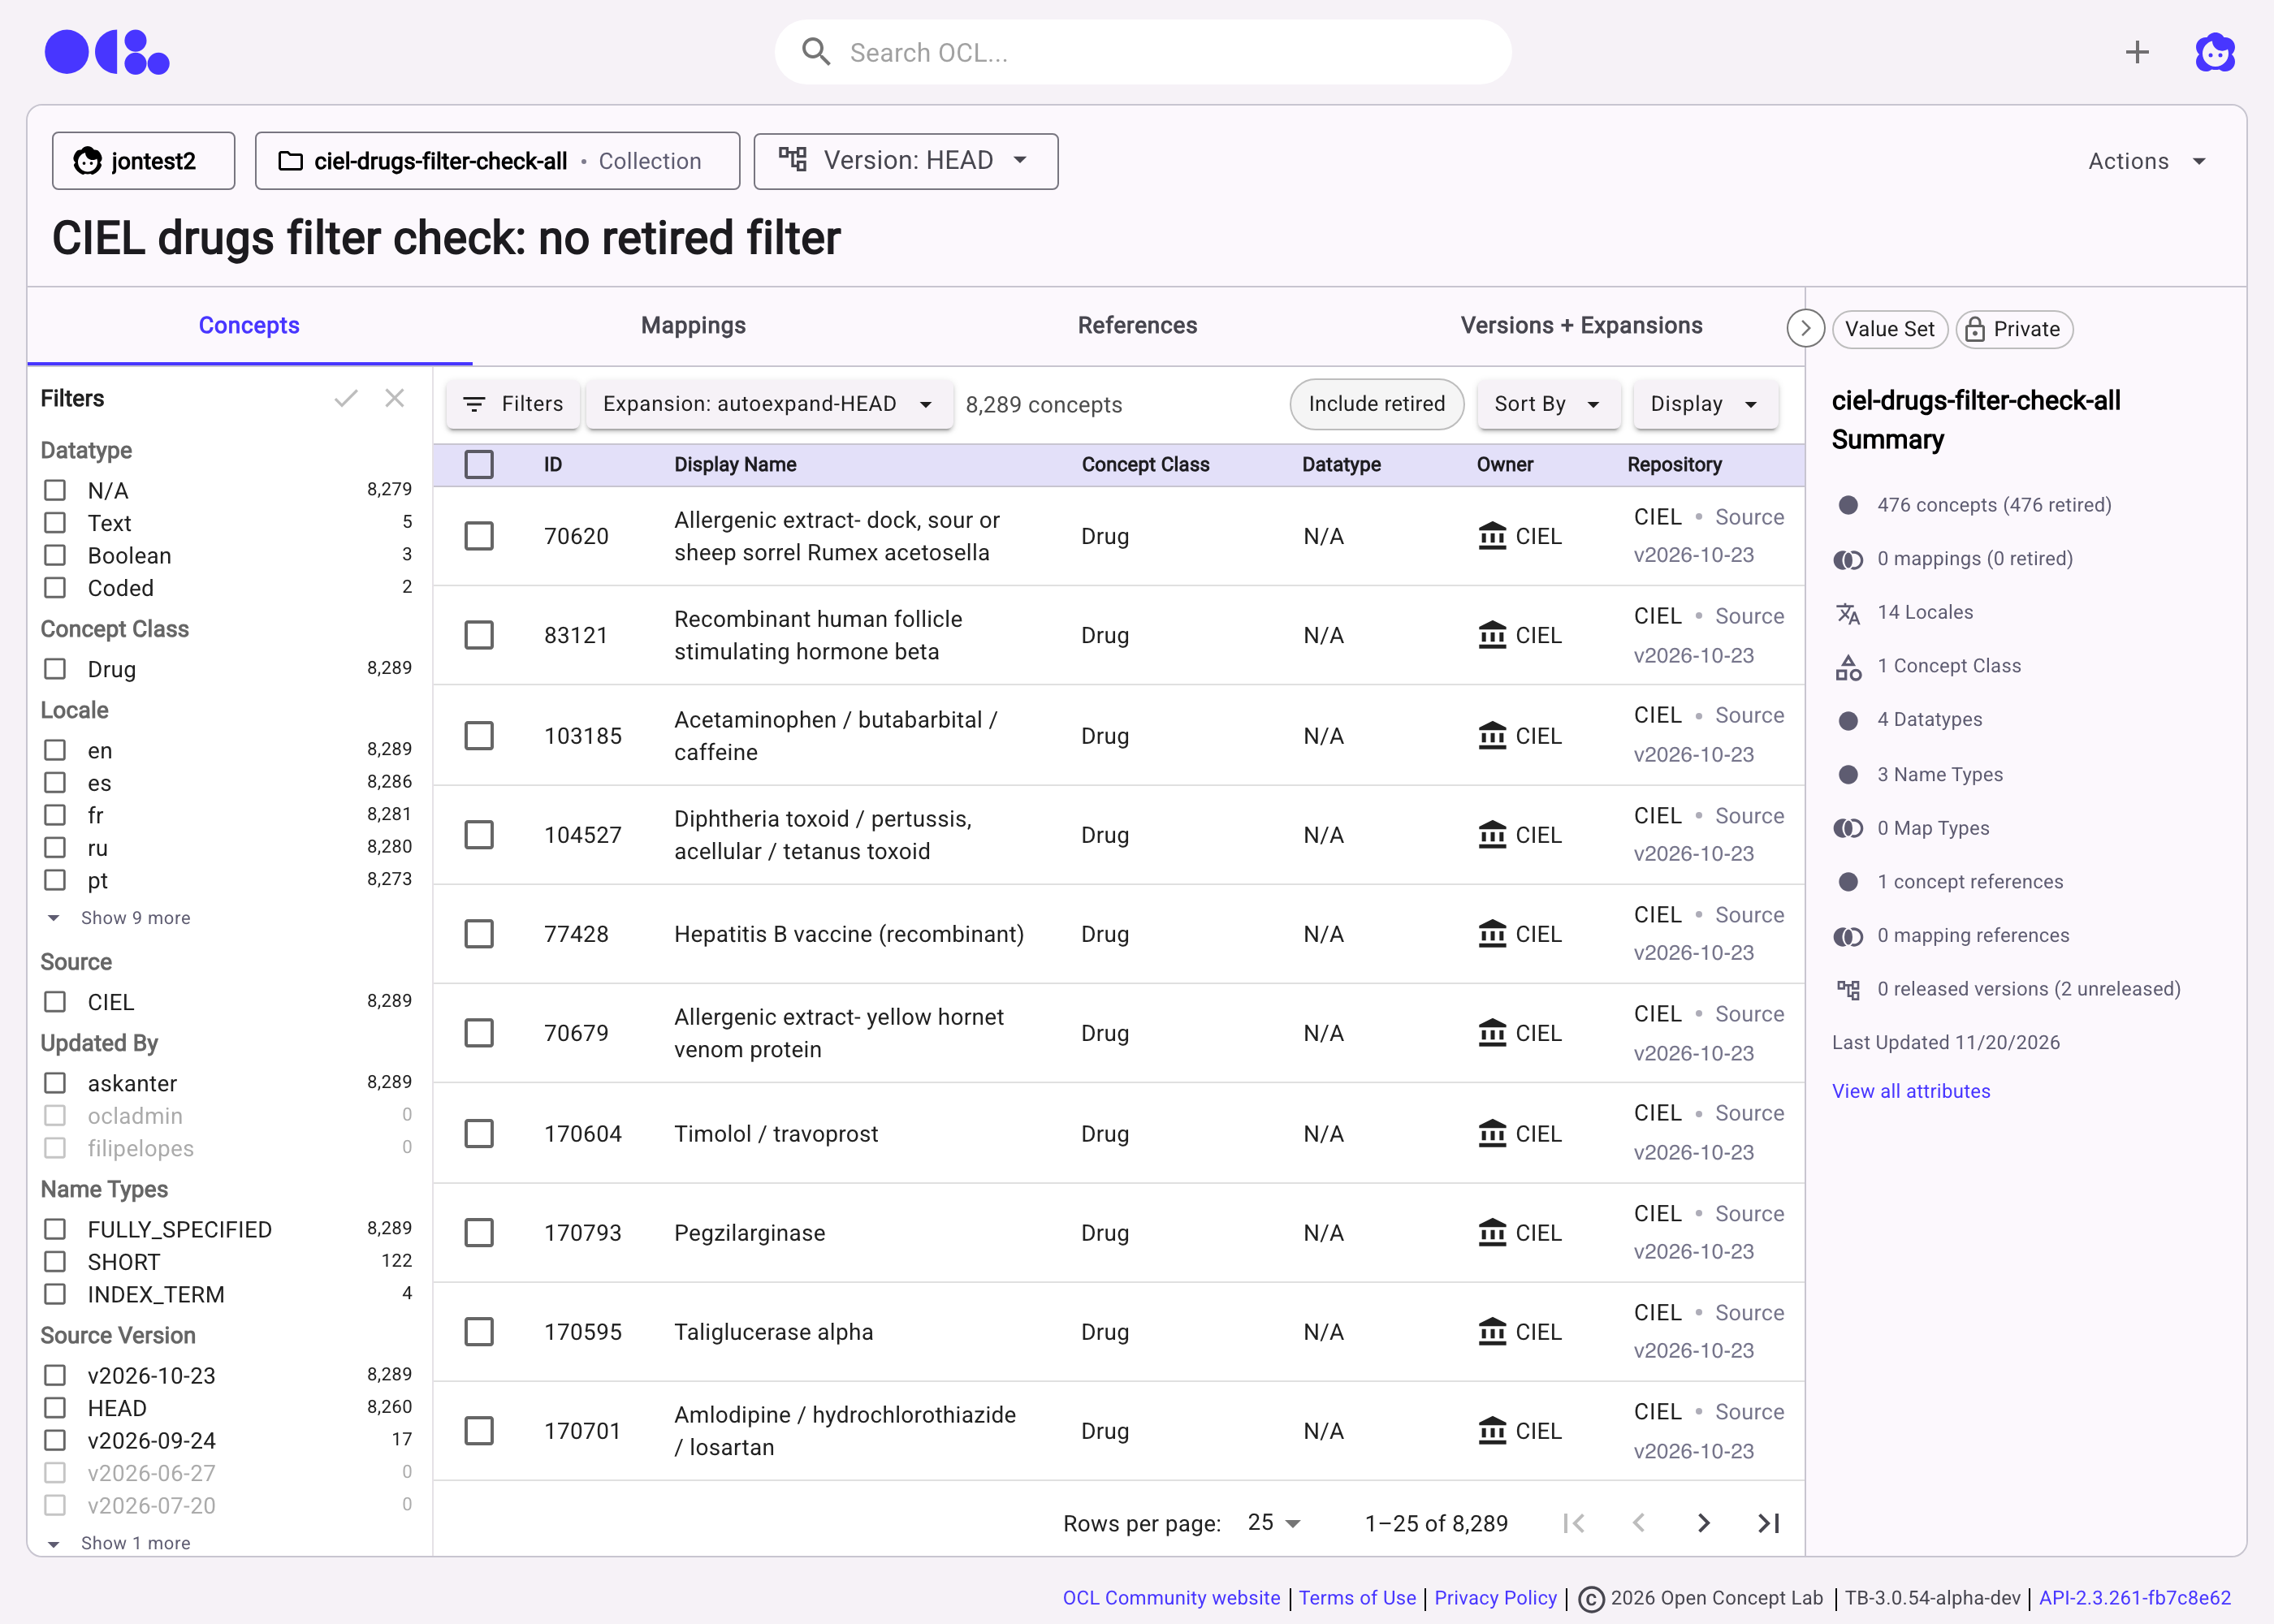 OCL
Search OCL...
jontest2
ciel-drugs-filter-check-all • Collection
Version: HEAD
Actions
CIEL drugs filter check: no retired filter
Concepts
Mappings
References
Versions + Expansions
Value Set
Private
Filters
Datatype
N/A 8,279
Text 5
Boolean 3
Coded 2
Concept Class
Drug 8,289
Locale
en 8,289
es 8,286
fr 8,281
ru 8,280
pt 8,273
Show 9 more
Source
CIEL 8,289
Updated By
askanter 8,289
ocladmin 0
filipelopes 0
Name Types
FULLY_SPECIFIED 8,289
SHORT 122
INDEX_TERM 4
Source Version
v2026-10-23 8,289
HEAD 8,260
v2026-09-24 17
v2026-06-27 0
v2026-07-20 0
Show 1 more
Filters
Expansion: autoexpand-HEAD
8,289 concepts
Include retired
Sort By
Display
ID Display Name Concept Class Datatype Owner Repository
70620 Allergenic extract- dock, sour or sheep sorrel Rumex acetosella Drug N/A CIEL CIEL • Source v2026-10-23
83121 Recombinant human follicle stimulating hormone beta Drug N/A CIEL CIEL • Source v2026-10-23
103185 Acetaminophen / butabarbital / caffeine Drug N/A CIEL CIEL • Source v2026-10-23
104527 Diphtheria toxoid / pertussis, acellular / tetanus toxoid Drug N/A CIEL CIEL • Source v2026-10-23
77428 Hepatitis B vaccine (recombinant) Drug N/A CIEL CIEL • Source v2026-10-23
70679 Allergenic extract- yellow hornet venom protein Drug N/A CIEL CIEL • Source v2026-10-23
170604 Timolol / travoprost Drug N/A CIEL CIEL • Source v2026-10-23
170793 Pegzilarginase Drug N/A CIEL CIEL • Source v2026-10-23
170595 Taliglucerase alpha Drug N/A CIEL CIEL • Source v2026-10-23
170701 Amlodipine / hydrochlorothiazide / losartan Drug N/A CIEL CIEL • Source v2026-10-23
Rows per page: 25 1–25 of 8,289
ciel-drugs-filter-check-all
Summary
476 concepts (476 retired)
0 mappings (0 retired)
14 Locales
1 Concept Class
4 Datatypes
3 Name Types
0 Map Types
1 concept references
0 mapping references
0 released versions (2 unreleased)
Last Updated 11/20/2026
View all attributes
OCL Community website | Terms of Use | Privacy Policy | © 2026 Open Concept Lab | TB-3.0.54-alpha-dev | API-2.3.261-fb7c8e62